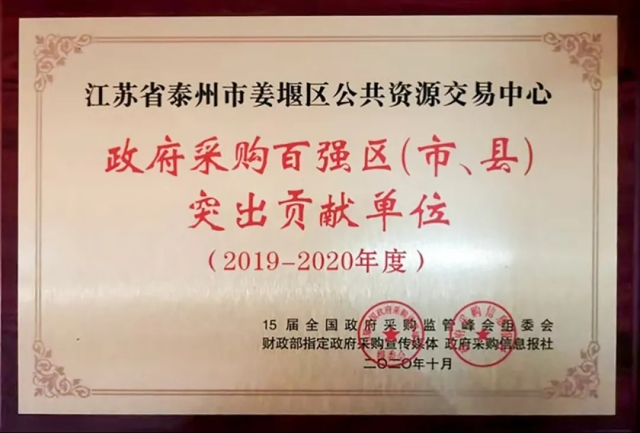 江苏省泰州市姜堰区公共资源交易中心
政府采购百强区(市、县)
突出贡献单位
(2019-2020年度)
15届全国政府采购监管峰会组委会
财政部指定政府采购宣传媒体 政府采购信息报社
二〇二〇年十月